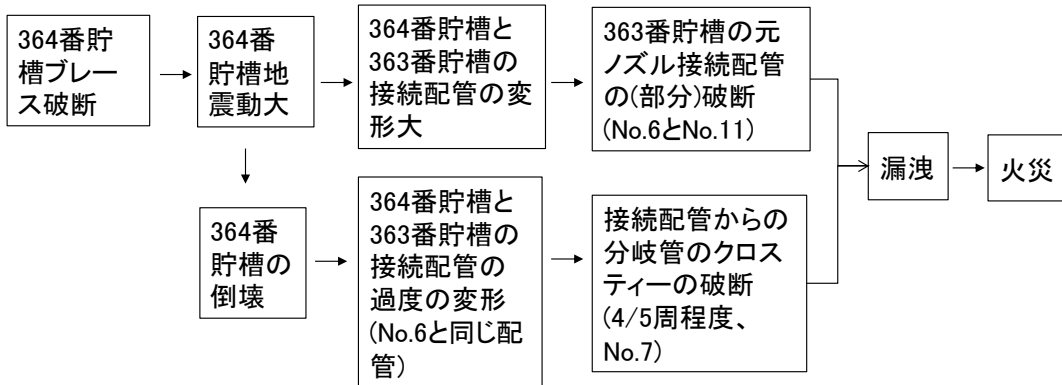 364番貯
槽ブレー
ス破断
364番
貯槽地
震動大
364番貯槽と
363番貯槽の
接続配管の変
形大
363番貯槽の元
ノズル接続配管
の(部分)破断
(No.6とNo.11)
漏洩
火災
364番
貯槽の
倒壊
364番貯槽と
363番貯槽の
接続配管の
過度の変形
(No.6と同じ配
管)
接続配管からの
分岐管のクロス
ティーの破断
(4/5周程度、
No.7)